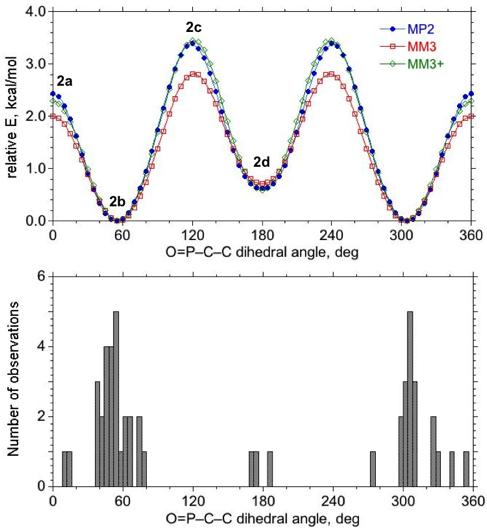 4.0
3.0
2.0
1.0
0.0
relative E, kcal/mol
2a
2b
2c
2d
MP2
MM3
MM3+
0 60 120 180 240 300 360
O=P–C–C dihedral angle, deg
6
4
2
0
Number of observations
0 60 120 180 240 300 360
O=P–C–C dihedral angle, deg